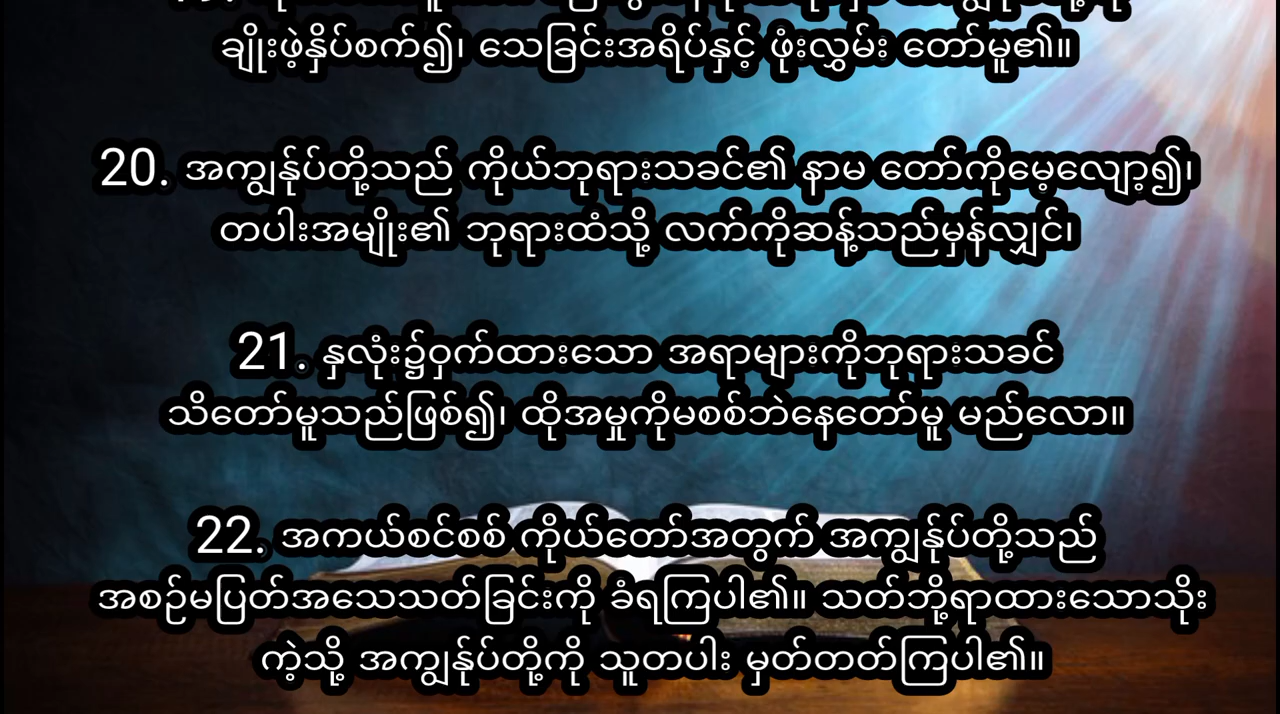 ချိုးဖဲ့နှိပ်စက်၍၊ သေခြင်းအရိပ်နှင့် ဖုံးလွှမ်း တော်မူ၏။
20. အကျွန်ုပ်တို့သည် ကိုယ်ဘုရားသခင်၏ နာမ တော်ကိုမေ့လျော့၍၊
တပါးအမျိုး၏ ဘုရားထံသို့ လက်ကိုဆန့်သည်မှန်လျှင်၊
21. နှလုံး၌ဝှက်ထားသော အရာများကိုဘုရားသခင်
သိတော်မူသည်ဖြစ်၍၊ ထိုအမှုကိုမစစ်ဘဲနေတော်မူ မည်လော။
22. အကယ်စင်စစ် ကိုယ်တော်အတွက် အကျွန်ုပ်တို့သည်
အစဉ်မပြတ်အသေသတ်ခြင်းကို ခံရကြပါ၏။ သတ်ဘို့ရာထားသောသိုး
ကဲ့သို့ အကျွန်ုပ်တို့ကို သူတပါး မှတ်တတ်ကြပါ၏။